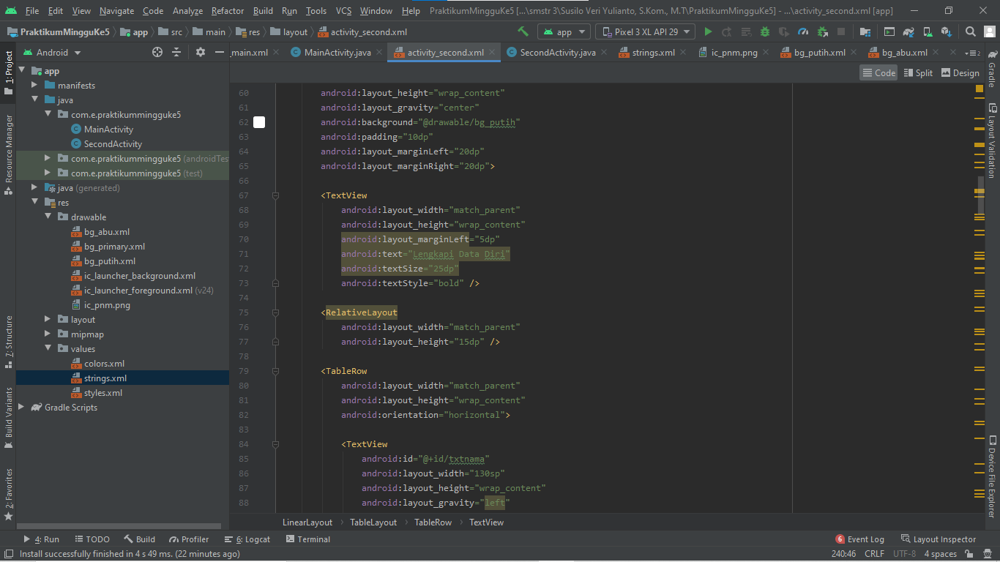 File Edit View Navigate Code Analyze Refactor Build Run Tools VCS Window Help PraktikumMingguKe5 [...\smstr 3\Susilo Veri Yulianto, S.Kom., M.T\PraktikumMingguKe5] - ...\activity_second.xml [app]
PraktikumMingguKe5 app src main res layout activity_second.xml app Pixel 3 XL API 29
Android _main.xml MainActivity.java activity_second.xml SecondActivity.java strings.xml ic_pnm.png bg_putih.xml bg_abu.xml 2
Code Split Design
1: Project
Resource Manager
7: Structure
Build Variants
2: Favorites
app
manifests
java
com.e.praktikummingguke5
MainActivity
SecondActivity
com.e.praktikummingguke5 (androidTes
com.e.praktikummingguke5 (test)
java (generated)
res
drawable
bg_abu.xml
bg_primary.xml
bg_putih.xml
ic_launcher_background.xml
ic_launcher_foreground.xml (v24)
ic_pnm.png
layout
mipmap
values
colors.xml
strings.xml
styles.xml
Gradle Scripts
60 android:layout_height="wrap_content"
61 android:layout_gravity="center"
62 android:background="@drawable/bg_putih"
63 android:padding="10dp"
64 android:layout_marginLeft="20dp"
65 android:layout_marginRight="20dp">
66
67 <TextView
68 android:layout_width="match_parent"
69 android:layout_height="wrap_content"
70 android:layout_marginLeft="5dp"
71 android:text="Lengkapi Data Diri"
72 android:textSize="25dp"
73 android:textStyle="bold" />
74
75 <RelativeLayout
76 android:layout_width="match_parent"
77 android:layout_height="15dp" />
78
79 <TableRow
80 android:layout_width="match_parent"
81 android:layout_height="wrap_content"
82 android:orientation="horizontal">
83
84 <TextView
85 android:id="@+id/txtnama"
86 android:layout_width="130sp"
87 android:layout_height="wrap_content"
88 android:layout_gravity="left"
Gradle
Layout Validation
Device File Explorer
LinearLayout TableLayout TableRow TextView
4: Run TODO Build Profiler 6: Logcat Terminal 6 Event Log Layout Inspector
Install successfully finished in 4 s 49 ms. (22 minutes ago) 240:46 CRLF UTF-8 4 spaces